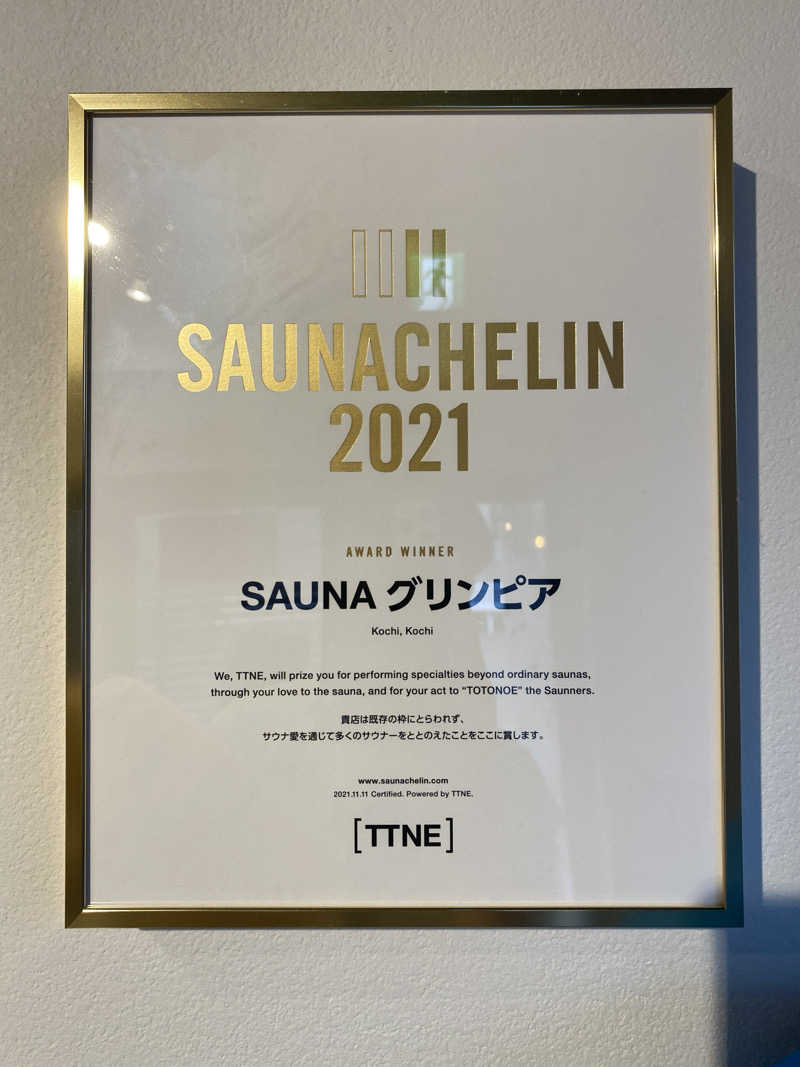 SAUNACHELIN
2021
AWARD WINNER
SAUNA グリンピア
Kochi, Kochi
We, TTNE, will prize you for performing specialties beyond ordinary saunas,
through your love to the sauna, and for your act to “TOTONOE” the Saunners.
貴店は既存の枠にとらわれず、
サウナ愛を通じて多くのサウナーをととのえたことをここに賞します。
www.saunachelin.com
2021.11.11 Certified. Powered by TTNE.
[TTNE]